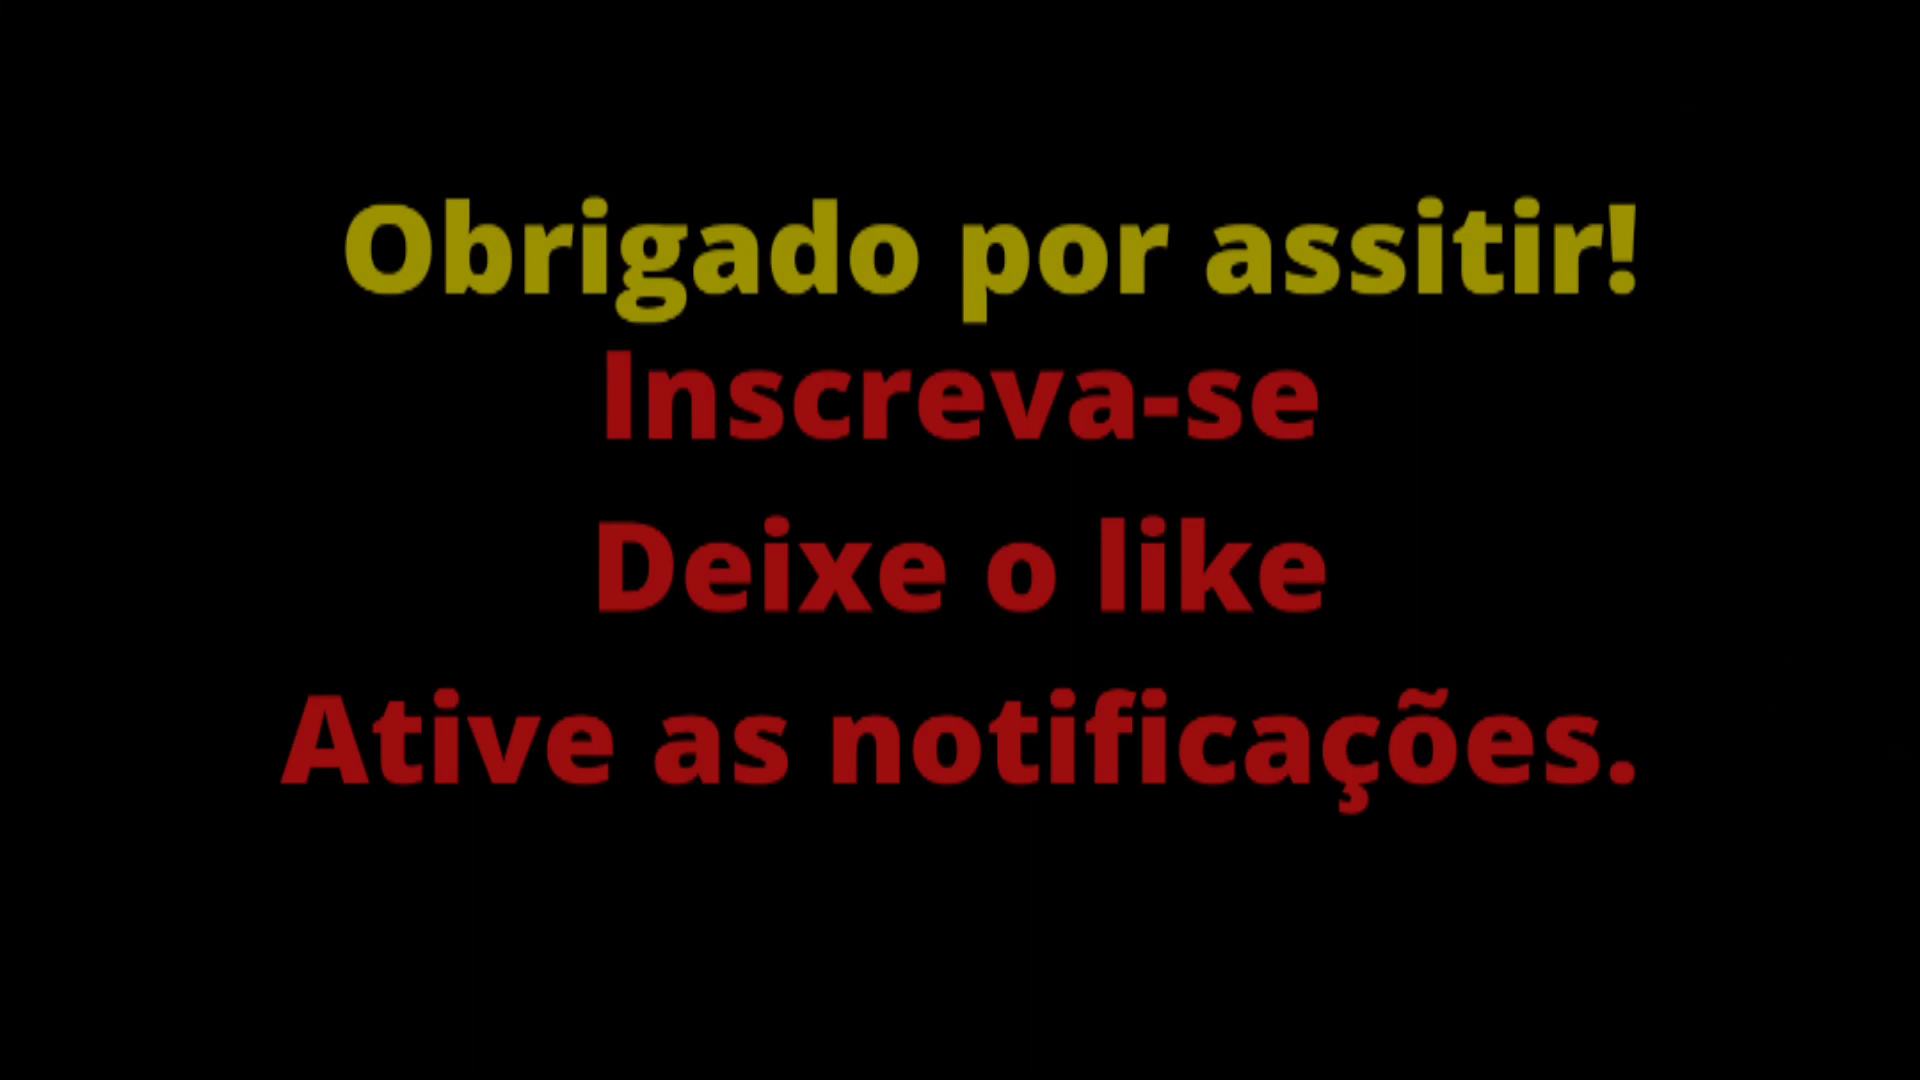 Obrigado por assitir!
Inscreva-se
Deixe o like
Ative as notificações.